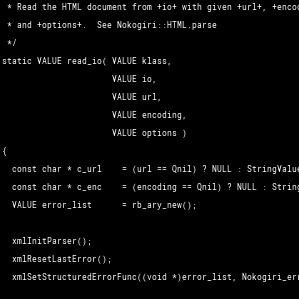 * Read the HTML document from +io+ with given +url+, +encod
* and +options+. See Nokogiri::HTML.parse
*/
static VALUE read_io( VALUE klass,
VALUE io,
VALUE url,
VALUE encoding,
VALUE options )
{
const char * c_url = (url == Qnil) ? NULL : StringValue
const char * c_enc = (encoding == Qnil) ? NULL : String
VALUE error_list = rb_ary_new();
xmlInitParser();
xmlResetLastError();
xmlSetStructuredErrorFunc((void *)error_list, Nokogiri_er